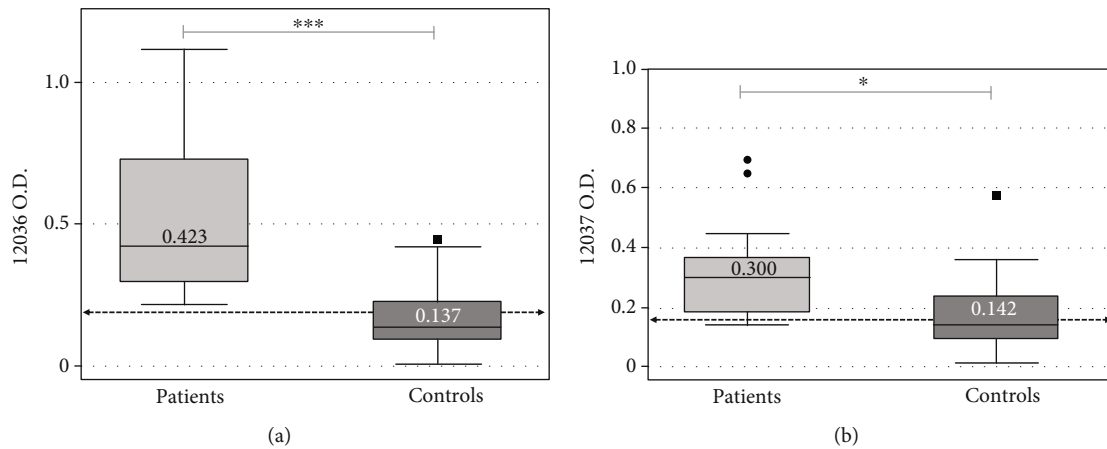 12036 O.D.
1.0
0.5
0
***
0.423
0.137
Patients
Controls
(a)
12037 O.D.
1.0
0.8
0.6
0.4
0.2
0
*
0.300
0.142
Patients
Controls
(b)